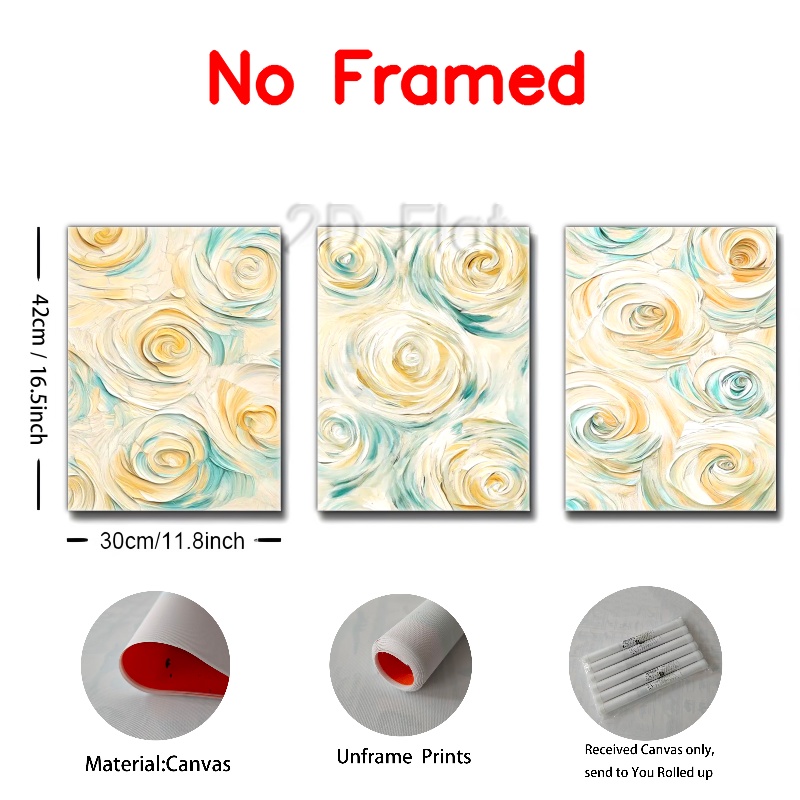 No Framed
2D Flat
42cm / 16.5inch
30cm/11.8inch
Material:Canvas
Unframe Prints
Received Canvas only,
send to You Rolled up